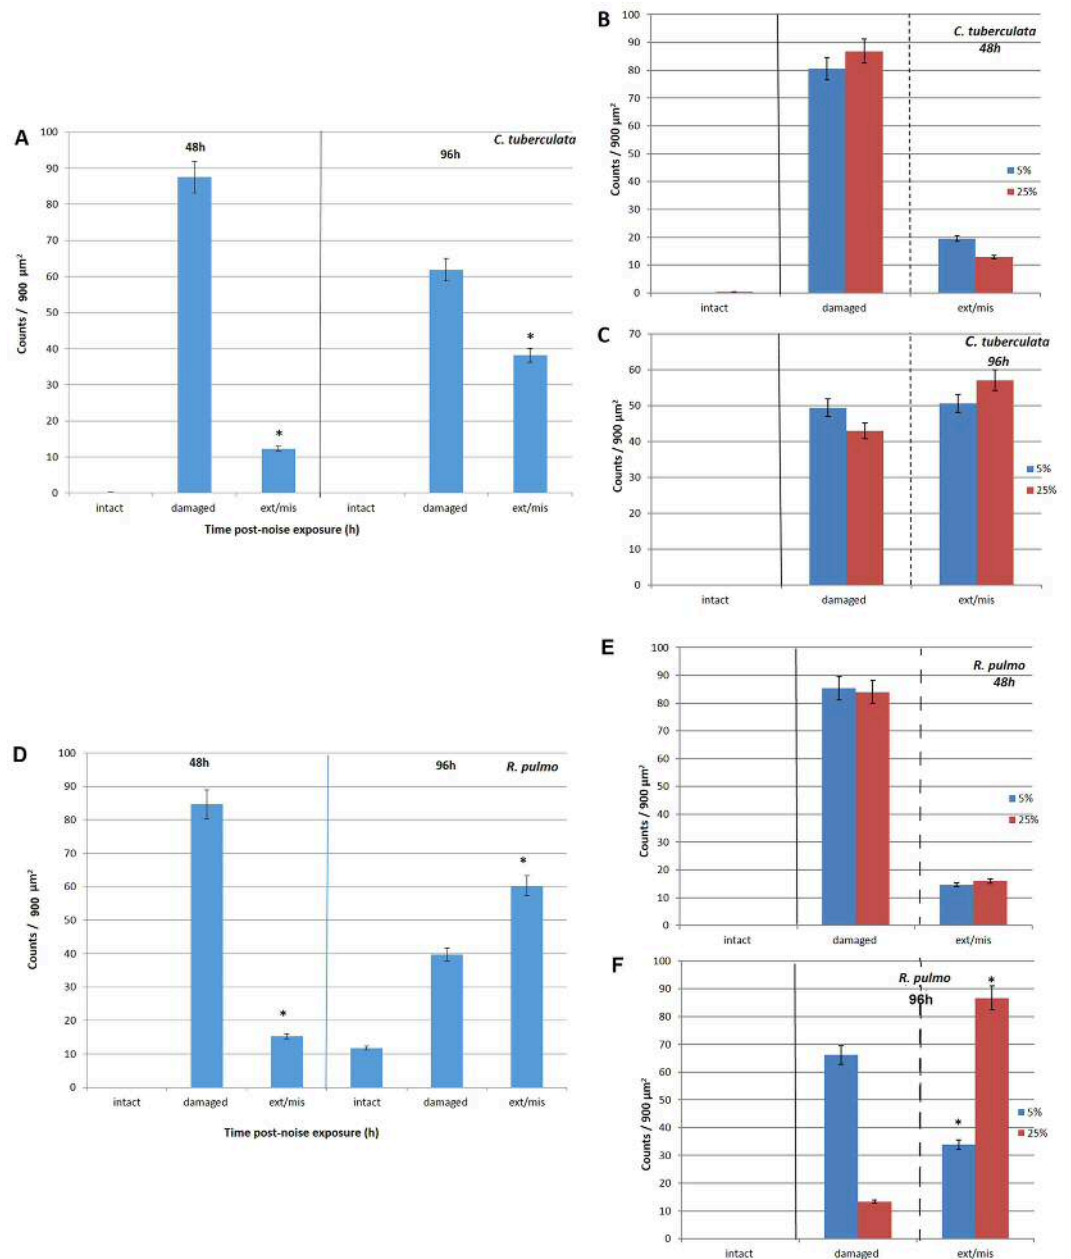 A
C. tuberculata
48h
96h
Counts / 900 µm²
100
90
80
70
60
50
40
30
20
10
0
*
*
intact damaged ext/mis intact damaged ext/mis
Time post-noise exposure (h)
B
C. tuberculata
48h
Counts / 900 µm²
100
90
80
70
60
50
40
30
20
10
0
5%
25%
intact damaged ext/mis
C
C. tuberculata
96h
Counts / 900 µm²
70
60
50
40
30
20
10
0
5%
25%
intact damaged ext/mis
D
48h
96h
R. pulmo
Counts / 900 µm²
100
90
80
70
60
50
40
30
20
10
0
*
*
intact damaged ext/mis intact damaged ext/mis
Time post-noise exposure (h)
E
R. pulmo
48h
Counts / 900 µm²
100
90
80
70
60
50
40
30
20
10
0
5%
25%
intact damaged ext/mis
F
R. pulmo
96h
Counts / 900 µm²
100
90
80
70
60
50
40
30
20
10
0
*
*
5%
25%
intact damaged ext/mis